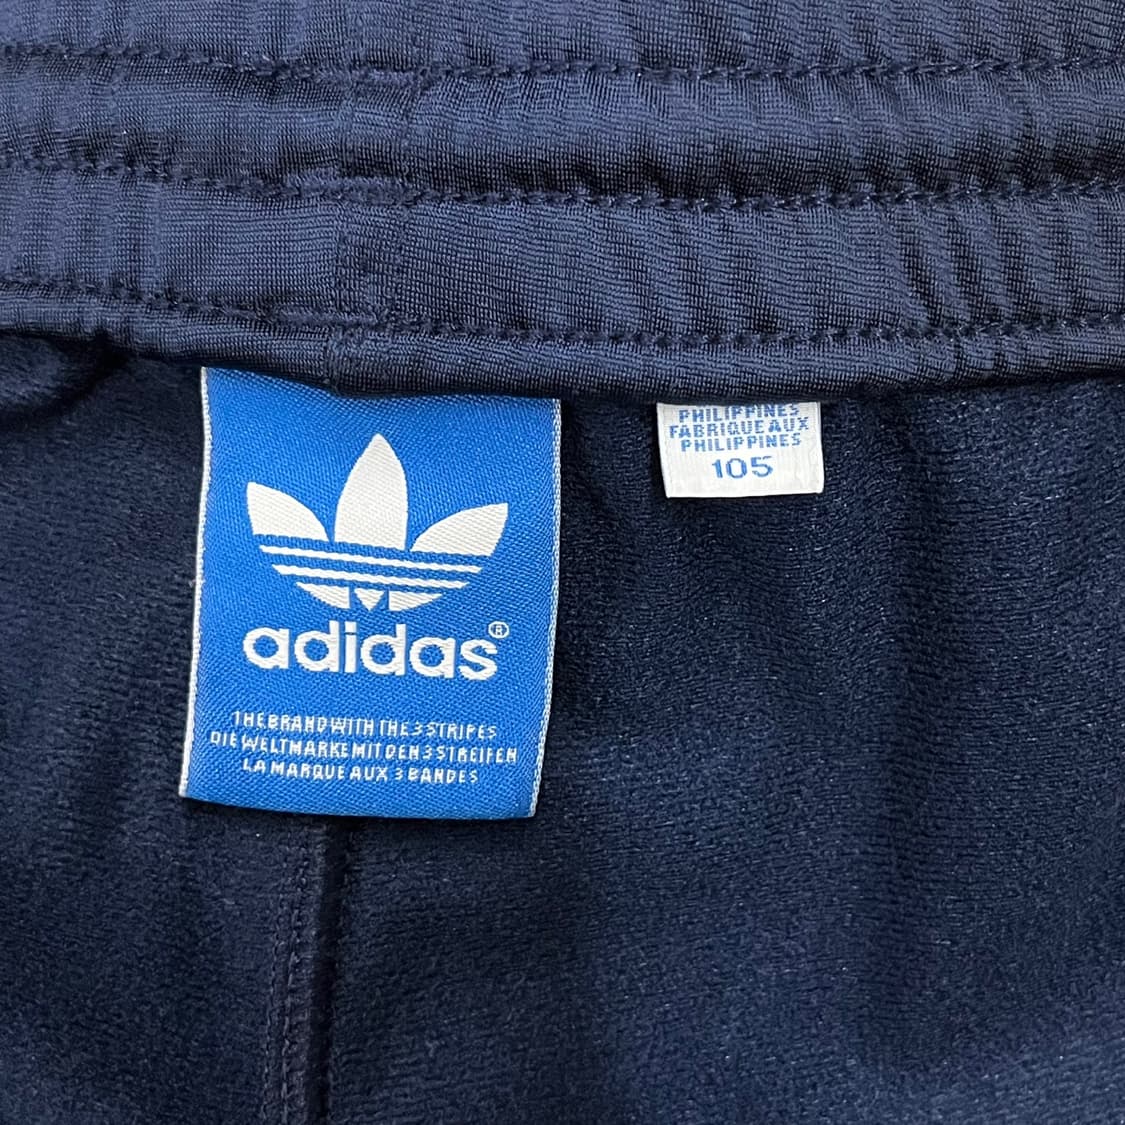 adidas®
THE BRAND WITH THE 3 STRIPES
DIE WELTMARKE MIT DEN 3 STREIFEN
LA MARQUE AUX 3 BANDES
PHILIPPINES
FABRIQUE AUX
PHILIPPINES
105